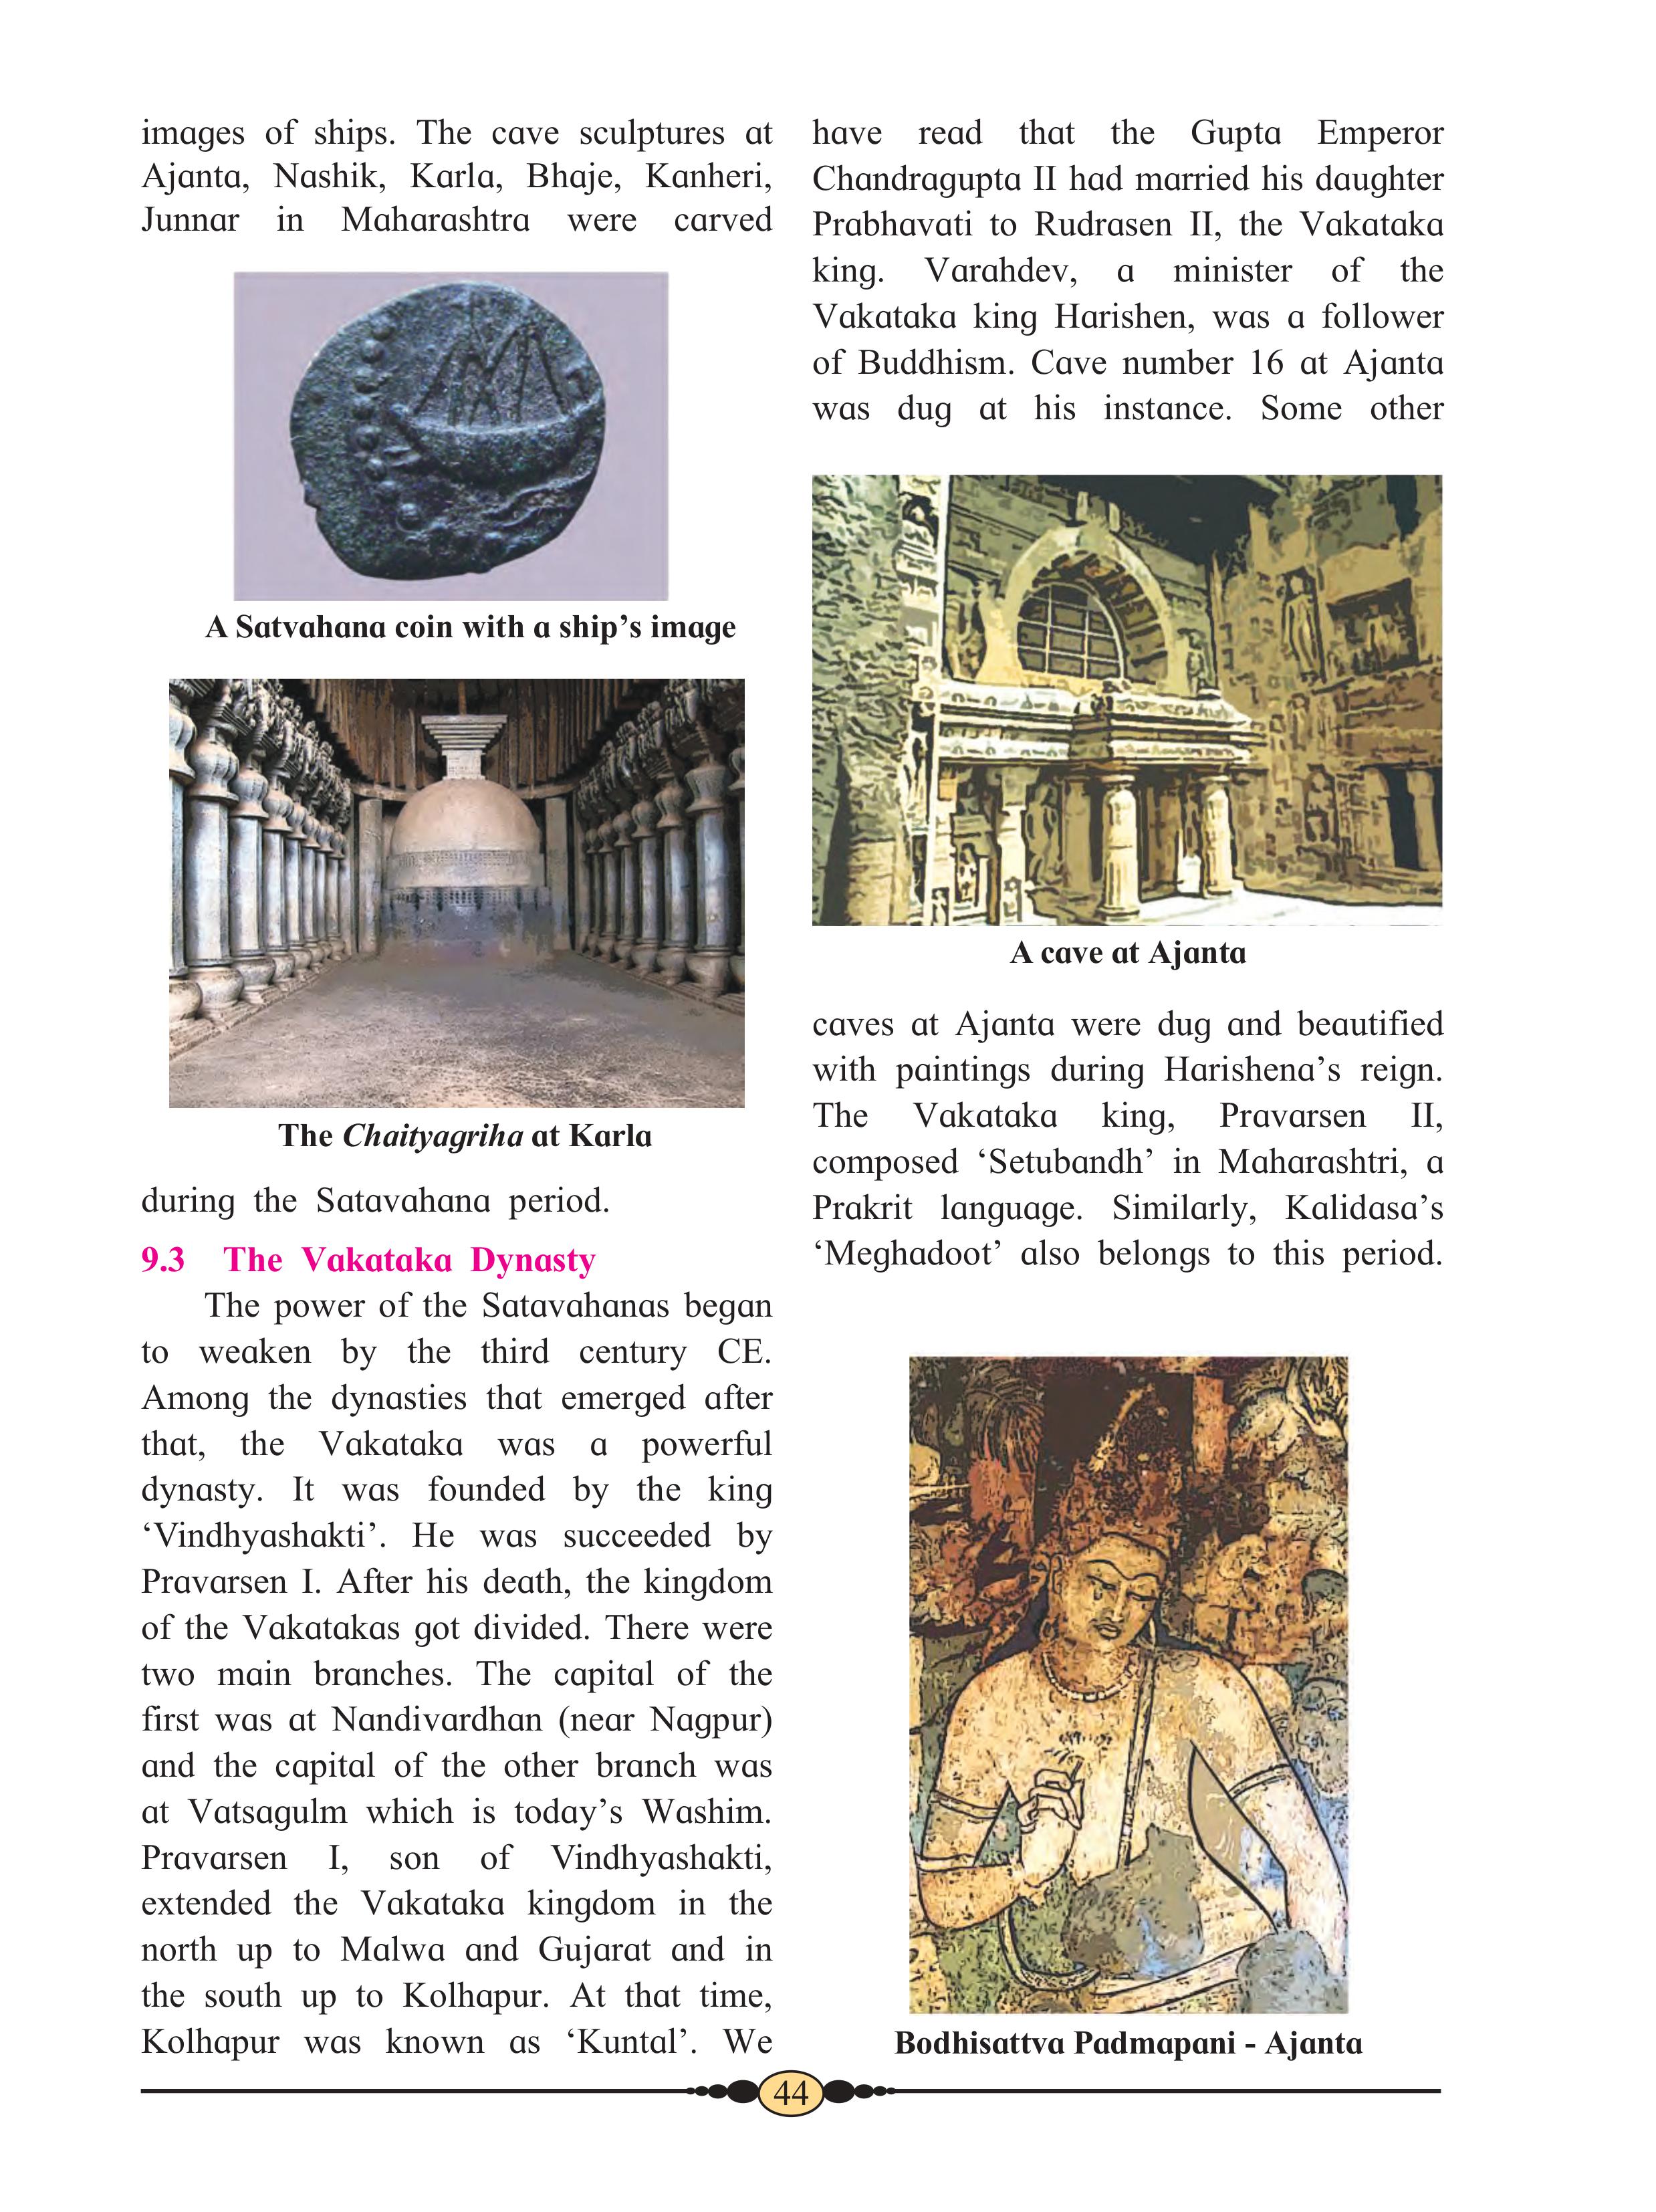 images of ships. The cave sculptures at
Ajanta, Nashik, Karla, Bhaje, Kanheri,
Junnar in Maharashtra were carved
A Satvahana coin with a ship’s image
The Chaityagriha at Karla
during the Satavahana period.
9.3 The Vakataka Dynasty
The power of the Satavahanas began
to weaken by the third century CE.
Among the dynasties that emerged after
that, the Vakataka was a powerful
dynasty. It was founded by the king
‘Vindhyashakti’. He was succeeded by
Pravarsen I. After his death, the kingdom
of the Vakatakas got divided. There were
two main branches. The capital of the
first was at Nandivardhan (near Nagpur)
and the capital of the other branch was
at Vatsagulm which is today’s Washim.
Pravarsen I, son of Vindhyashakti,
extended the Vakataka kingdom in the
north up to Malwa and Gujarat and in
the south up to Kolhapur. At that time,
Kolhapur was known as ‘Kuntal’. We
have read that the Gupta Emperor
Chandragupta II had married his daughter
Prabhavati to Rudrasen II, the Vakataka
king. Varahdev, a minister of the
Vakataka king Harishen, was a follower
of Buddhism. Cave number 16 at Ajanta
was dug at his instance. Some other
A cave at Ajanta
caves at Ajanta were dug and beautified
with paintings during Harishena’s reign.
The Vakataka king, Pravarsen II,
composed ‘Setubandh’ in Maharashtri, a
Prakrit language. Similarly, Kalidasa’s
‘Meghadoot’ also belongs to this period.
Bodhisattva Padmapani - Ajanta
44